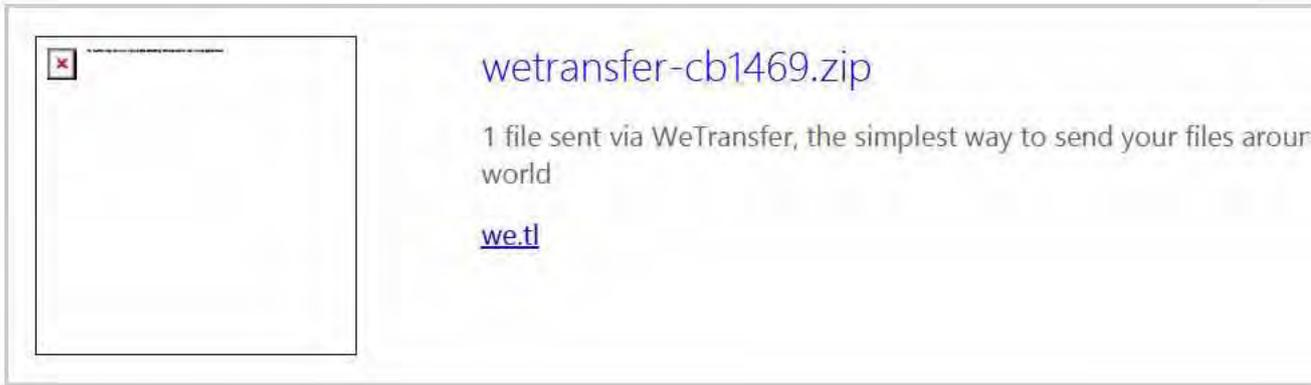 wetransfer-cb1469.zip
1 file sent via WeTransfer, the simplest way to send your files aroun
world
we.tl